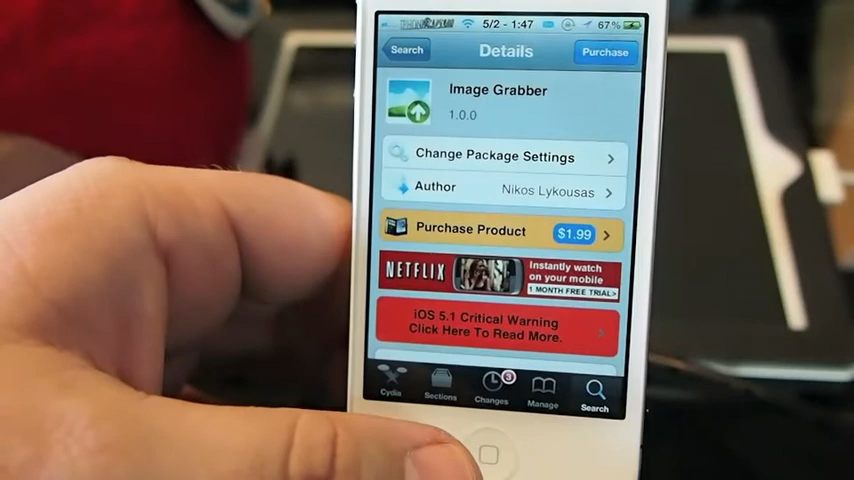 5/2 - 1:47
67%
Search
Details
Purchase
Image Grabber
1.0.0
Change Package Settings
Author
Nikos Lykousas
Purchase Product
$1.99
NETFLIX
Instantly watch
on your mobile
1 MONTH FREE TRIAL>
iOS 5.1 Critical Warning
Click Here To Read More.
3
Cydia
Sections
Changes
Manage
Search